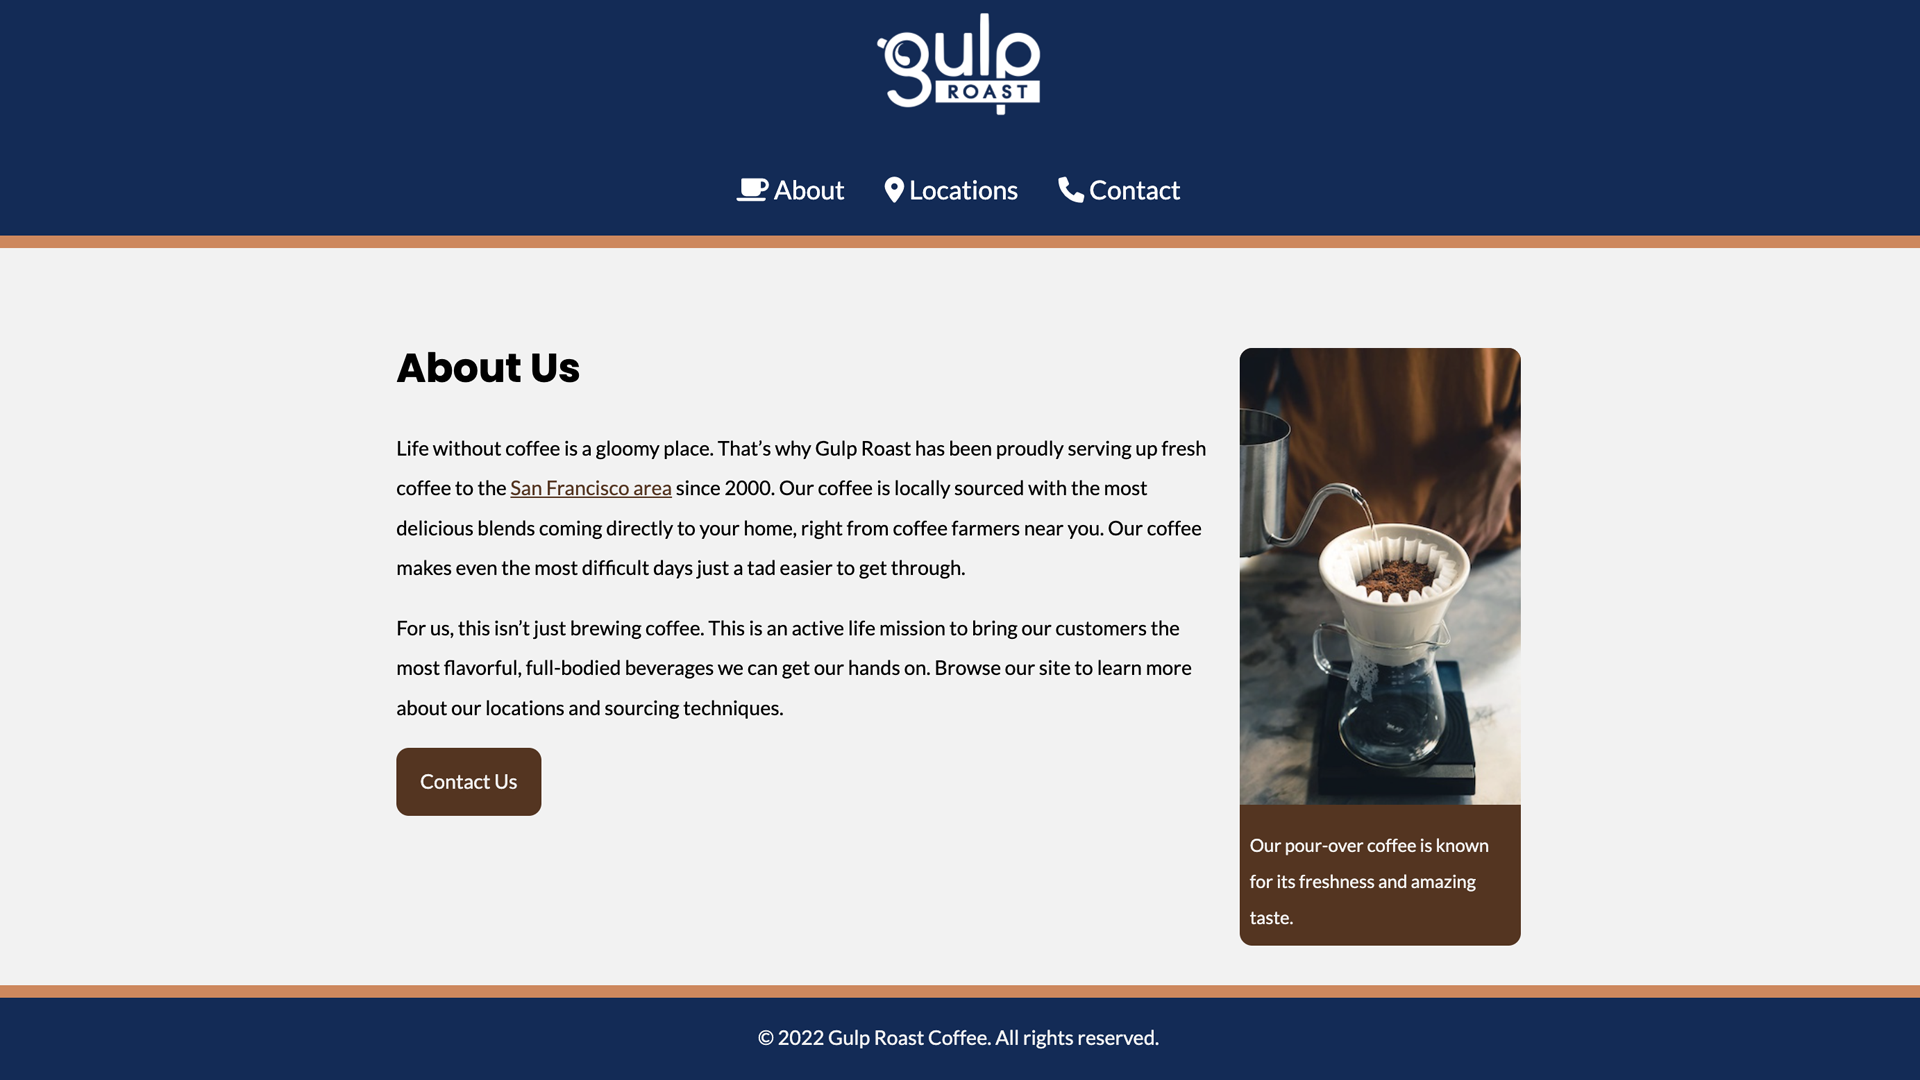 gulp
ROAST
About
Locations
Contact
About Us
Life without coffee is a gloomy place. That’s why Gulp Roast has been proudly serving up fresh
coffee to the San Francisco area since 2000. Our coffee is locally sourced with the most
delicious blends coming directly to your home, right from coffee farmers near you. Our coffee
makes even the most difficult days just a tad easier to get through.
For us, this isn’t just brewing coffee. This is an active life mission to bring our customers the
most flavorful, full-bodied beverages we can get our hands on. Browse our site to learn more
about our locations and sourcing techniques.
Contact Us
Our pour-over coffee is known
for its freshness and amazing
taste.
© 2022 Gulp Roast Coffee. All rights reserved.